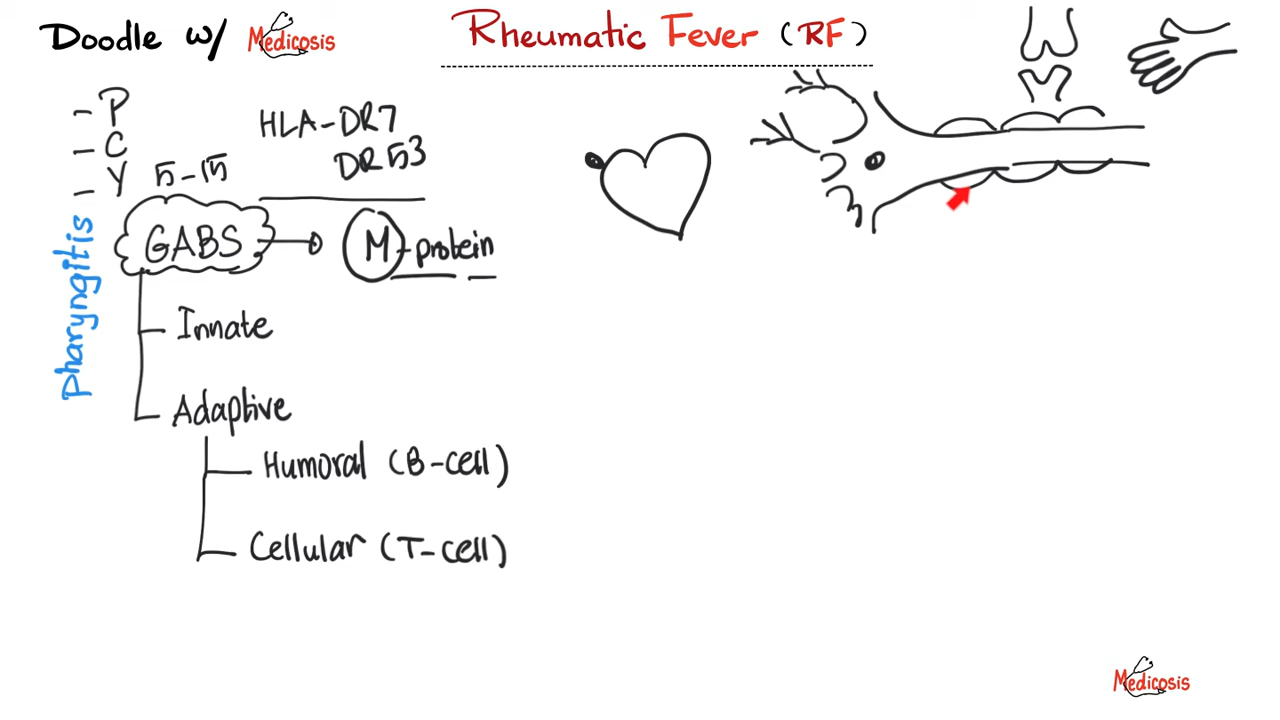 Doodle w/ Medicosis
Rheumatic Fever (RF)
- P
- C
- Y
HLA-DR7
DR53
5-15
GABS
M-protein
Pharyngitis
Innate
Adaptive
Humoral (B-cell)
Cellular (T-cell)
Medicosis